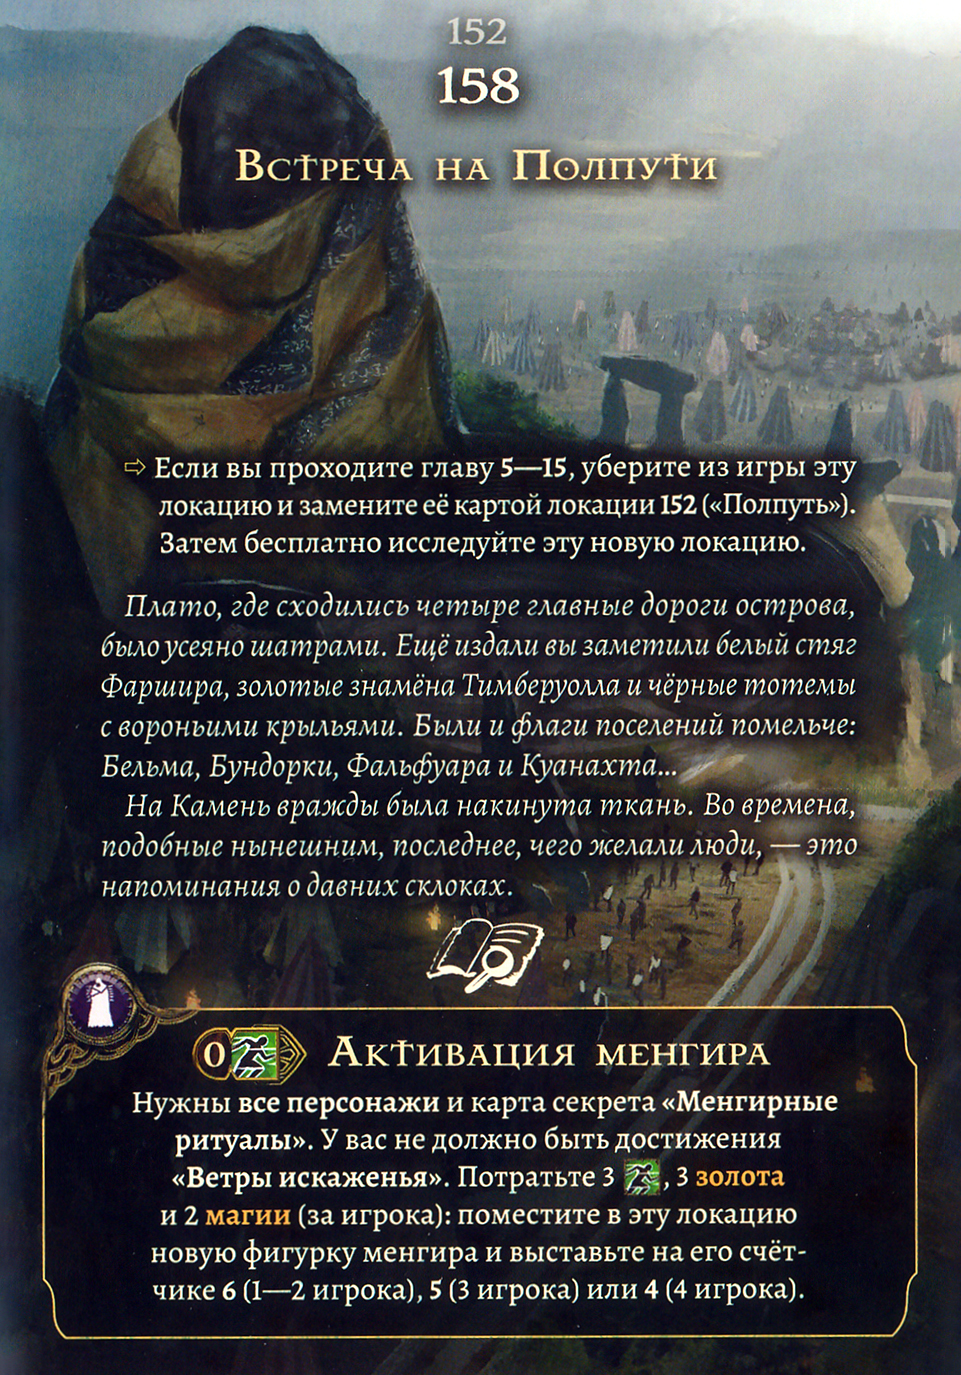 152
158
Встреча на Полпути
⇨ Если вы проходите главу 5—15, уберите из игры эту
локацию и замените её картой локации 152 («Полпуть»).
Затем бесплатно исследуйте эту новую локацию.
Плато, где сходились четыре главные дороги острова,
было усеяно шатрами. Ещё издали вы заметили белый стяг
Фаршира, золотые знамёна Тимберуолла и чёрные тотемы
с вороньими крыльями. Были и флаги поселений помельче:
Бельма, Бундорки, Фальфуара и Куанахта...
На Камень вражды была накинута ткань. Во времена,
подобные нынешним, последнее, чего желали люди, — это
напоминания о давних склоках.
0 Активация менгира
Нужны все персонажи и карта секрета «Менгирные
ритуалы». У вас не должно быть достижения
«Ветры искаженья». Потратьте 3 , 3 золота
и 2 магии (за игрока): поместите в эту локацию
новую фигурку менгира и выставьте на его счёт-
чике 6 (1—2 игрока), 5 (3 игрока) или 4 (4 игрока).